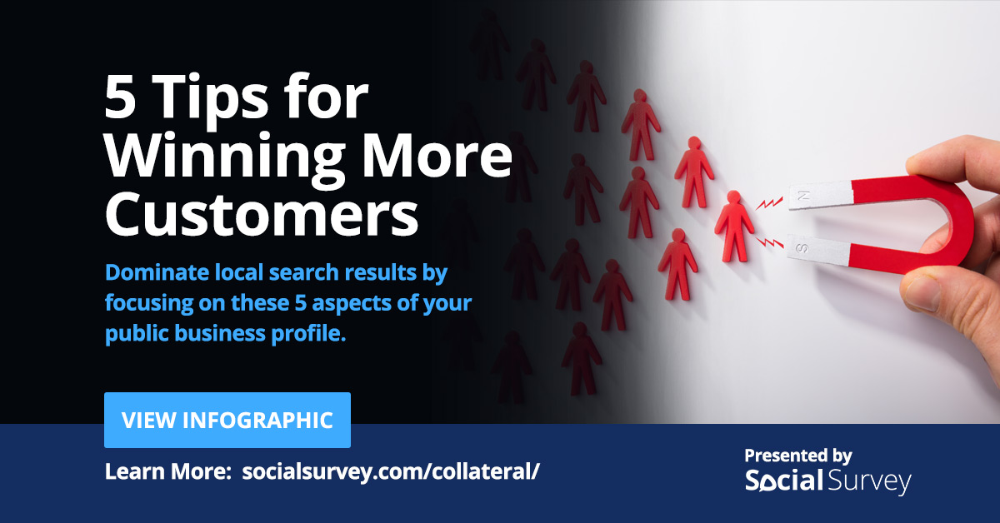 5 Tips for
Winning More
Customers
Dominate local search results by
focusing on these 5 aspects of your
public business profile.
VIEW INFOGRAPHIC
Learn More: socialsurvey.com/collateral/
N
S
Presented by
SocialSurvey